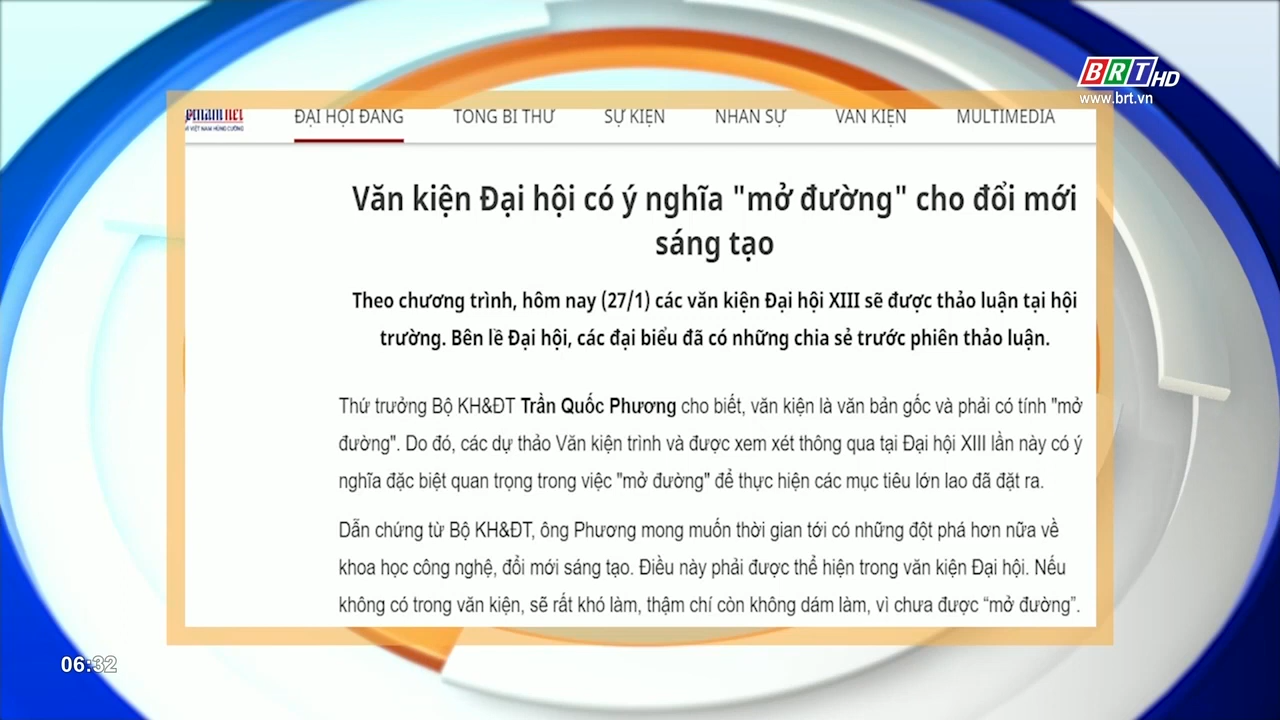 BRT HD
www.brt.vn
ĐẠI HỘI ĐẢNG TỔNG BÍ THƯ SỰ KIỆN NHÂN SỰ VĂN KIỆN MULTIMEDIA
VÌ VIỆT NAM HÙNG CƯỜNG
Văn kiện Đại hội có ý nghĩa "mở đường" cho đổi mới
sáng tạo
Theo chương trình, hôm nay (27/1) các văn kiện Đại hội XIII sẽ được thảo luận tại hội
trường. Bên lề Đại hội, các đại biểu đã có những chia sẻ trước phiên thảo luận.
Thứ trưởng Bộ KH&ĐT Trần Quốc Phương cho biết, văn kiện là văn bản gốc và phải có tính "mở
đường". Do đó, các dự thảo Văn kiện trình và được xem xét thông qua tại Đại hội XIII lần này có ý
nghĩa đặc biệt quan trọng trong việc "mở đường" để thực hiện các mục tiêu lớn lao đã đặt ra.
Dẫn chứng từ Bộ KH&ĐT, ông Phương mong muốn thời gian tới có những đột phá hơn nữa về
khoa học công nghệ, đổi mới sáng tạo. Điều này phải được thể hiện trong văn kiện Đại hội. Nếu
không có trong văn kiện, sẽ rất khó làm, thậm chí còn không dám làm, vì chưa được “mở đường”.
06:32